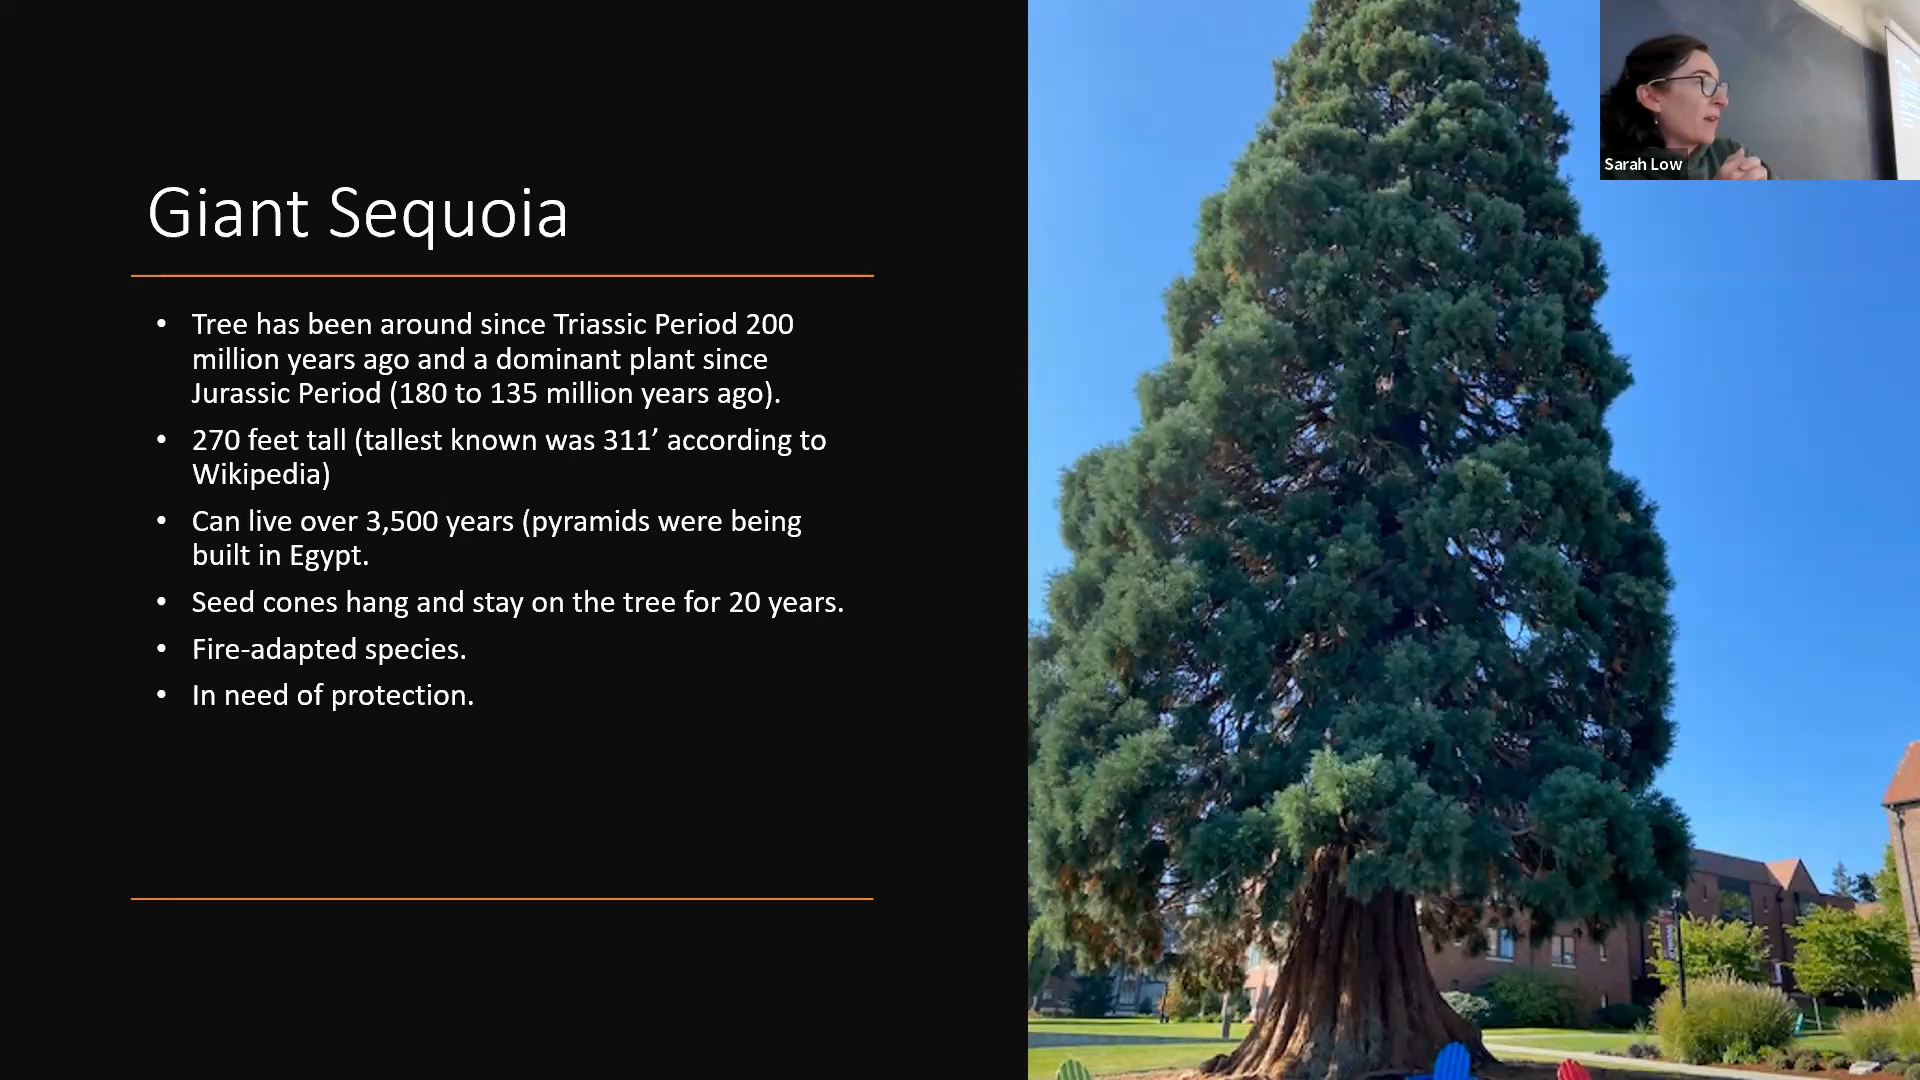 Giant Sequoia
• Tree has been around since Triassic Period 200
million years ago and a dominant plant since
Jurassic Period (180 to 135 million years ago).
• 270 feet tall (tallest known was 311’ according to
Wikipedia)
• Can live over 3,500 years (pyramids were being
built in Egypt.
• Seed cones hang and stay on the tree for 20 years.
• Fire-adapted species.
• In need of protection.
Sarah Low